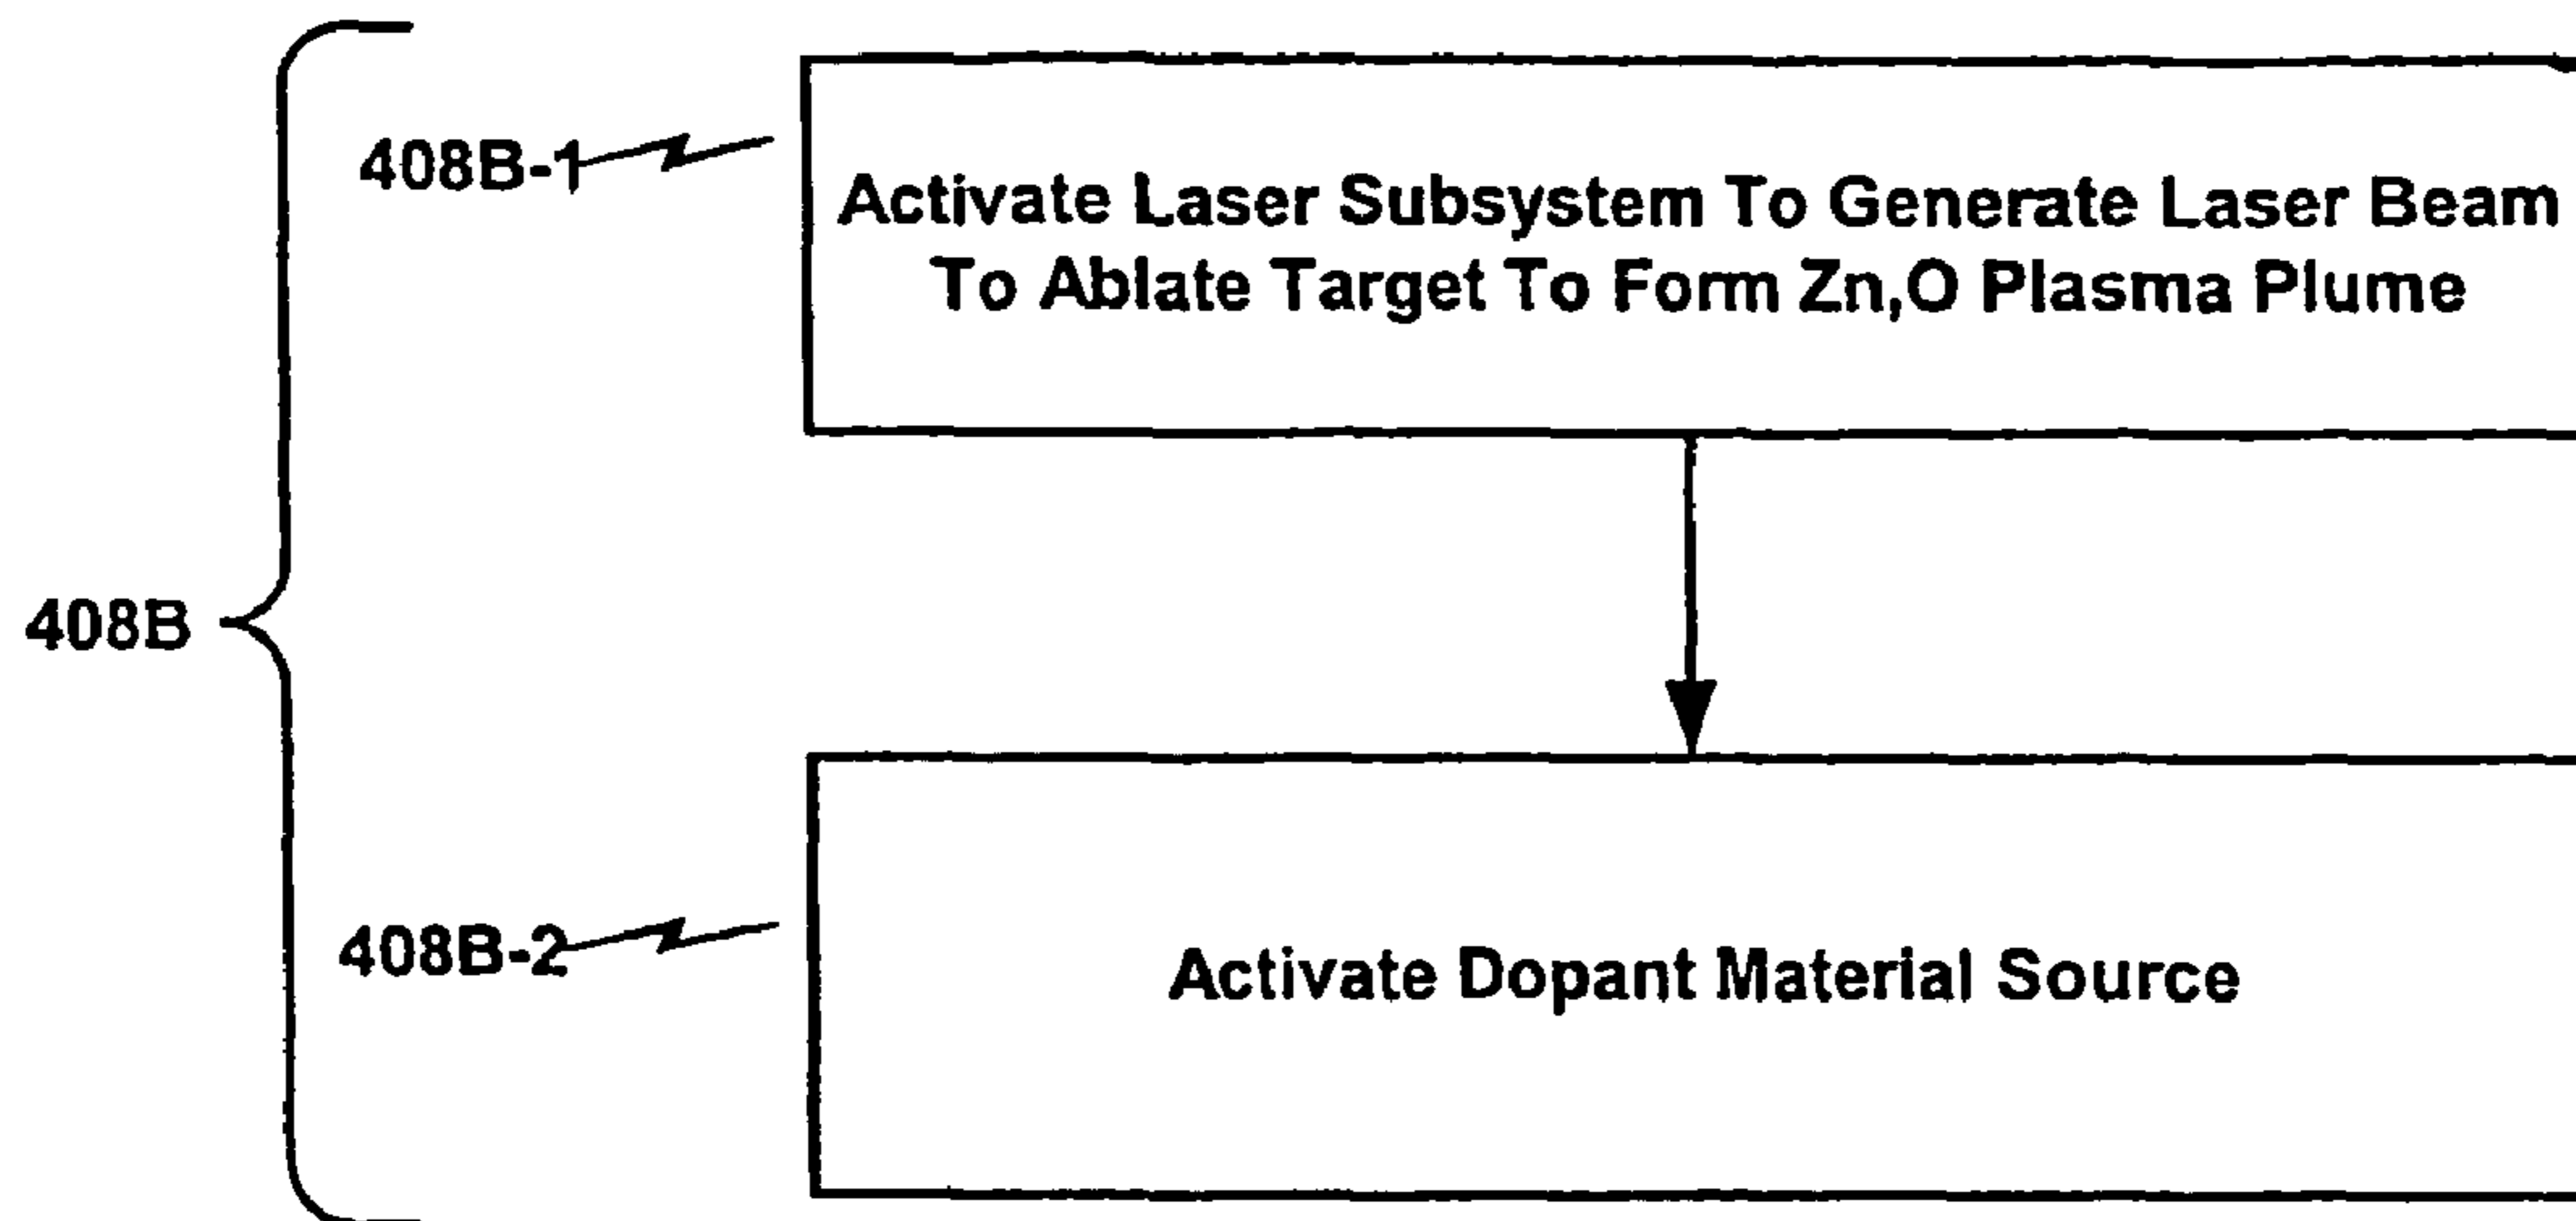 408B-1
Activate Laser Subsystem To Generate Laser Beam
To Ablate Target To Form Zn,O Plasma Plume
408B
408B-2
Activate Dopant Material Source